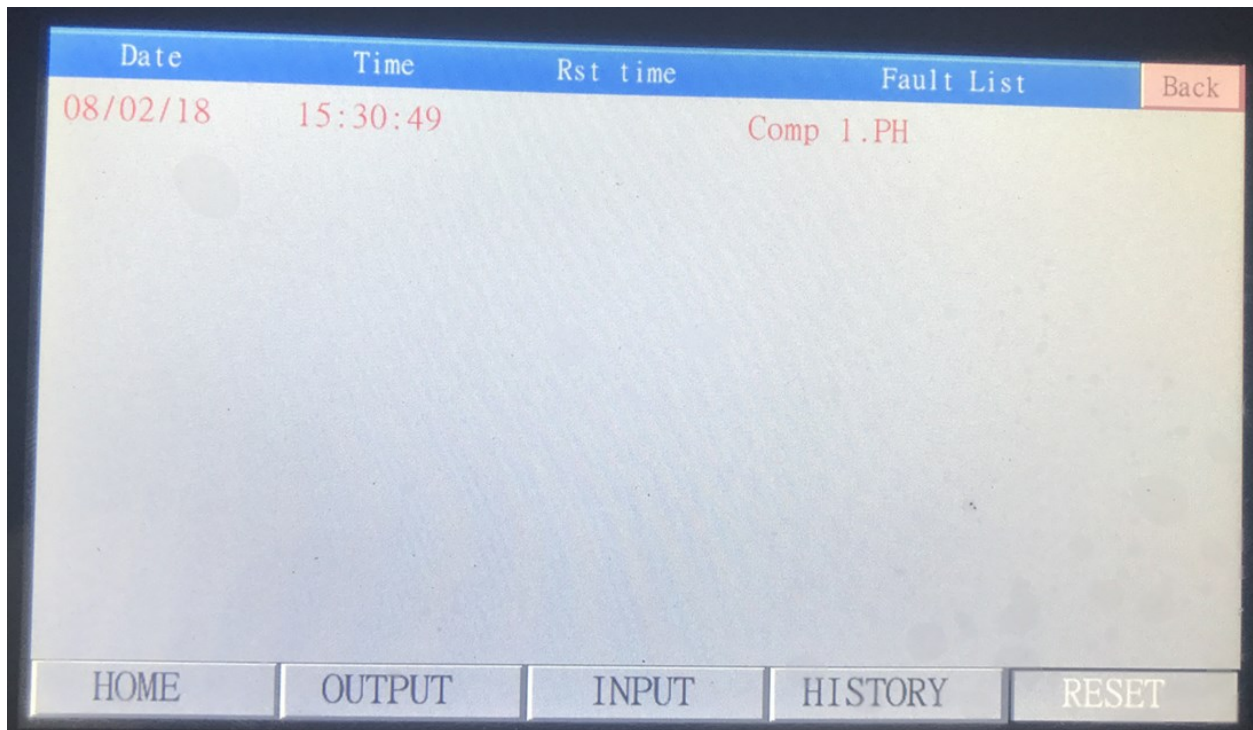 Date Time Rst time Fault List Back
08/02/18 15:30:49 Comp 1.PH
HOME OUTPUT INPUT HISTORY RESET